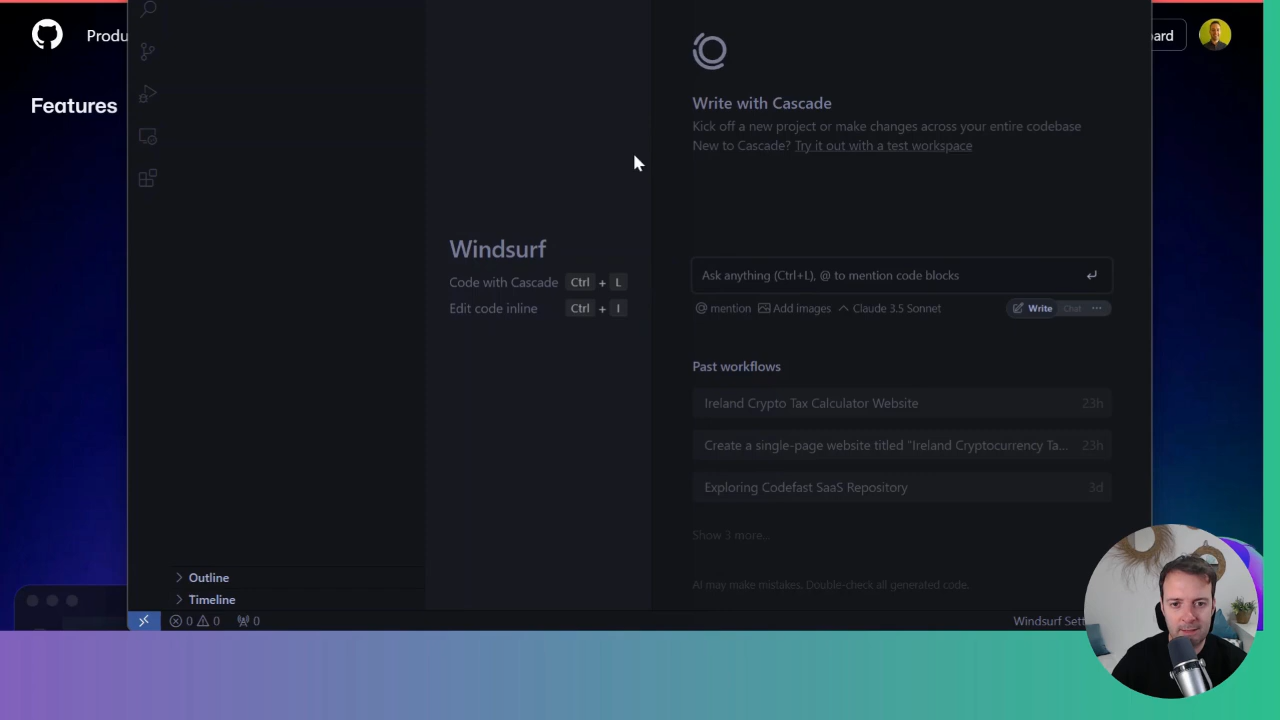 Produ
ard
Features
Write with Cascade
Kick off a new project or make changes across your entire codebase
New to Cascade? Try it out with a test workspace
Windsurf
Code with Cascade Ctrl + L
Edit code inline Ctrl + I
Ask anything (Ctrl+L), @ to mention code blocks
@ mention Add images Claude 3.5 Sonnet Write Chat ...
Past workflows
Ireland Crypto Tax Calculator Website 23h
Create a single-page website titled "Ireland Cryptocurrency Ta... 23h
Exploring Codefast SaaS Repository 3d
Show 3 more...
AI may make mistakes. Double-check all generated code.
Outline
Timeline
0 0 0
Windsurf Sett